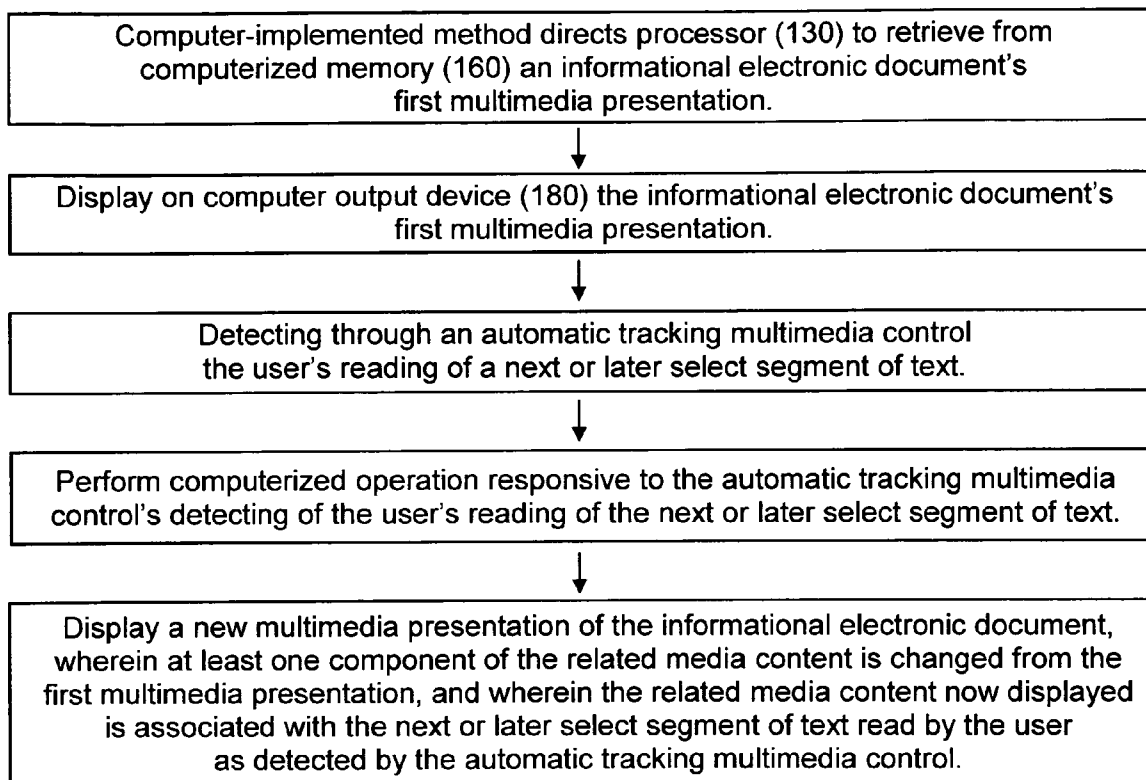 Computer-implemented method directs processor (130) to retrieve from
computerized memory (160) an informational electronic document's
first multimedia presentation.
Display on computer output device (180) the informational electronic document's
first multimedia presentation.
Detecting through an automatic tracking multimedia control
the user's reading of a next or later select segment of text.
Perform computerized operation responsive to the automatic tracking multimedia
control's detecting of the user's reading of the next or later select segment of text.
Display a new multimedia presentation of the informational electronic document,
wherein at least one component of the related media content is changed from the
first multimedia presentation, and wherein the related media content now displayed
is associated with the next or later select segment of text read by the user
as detected by the automatic tracking multimedia control.